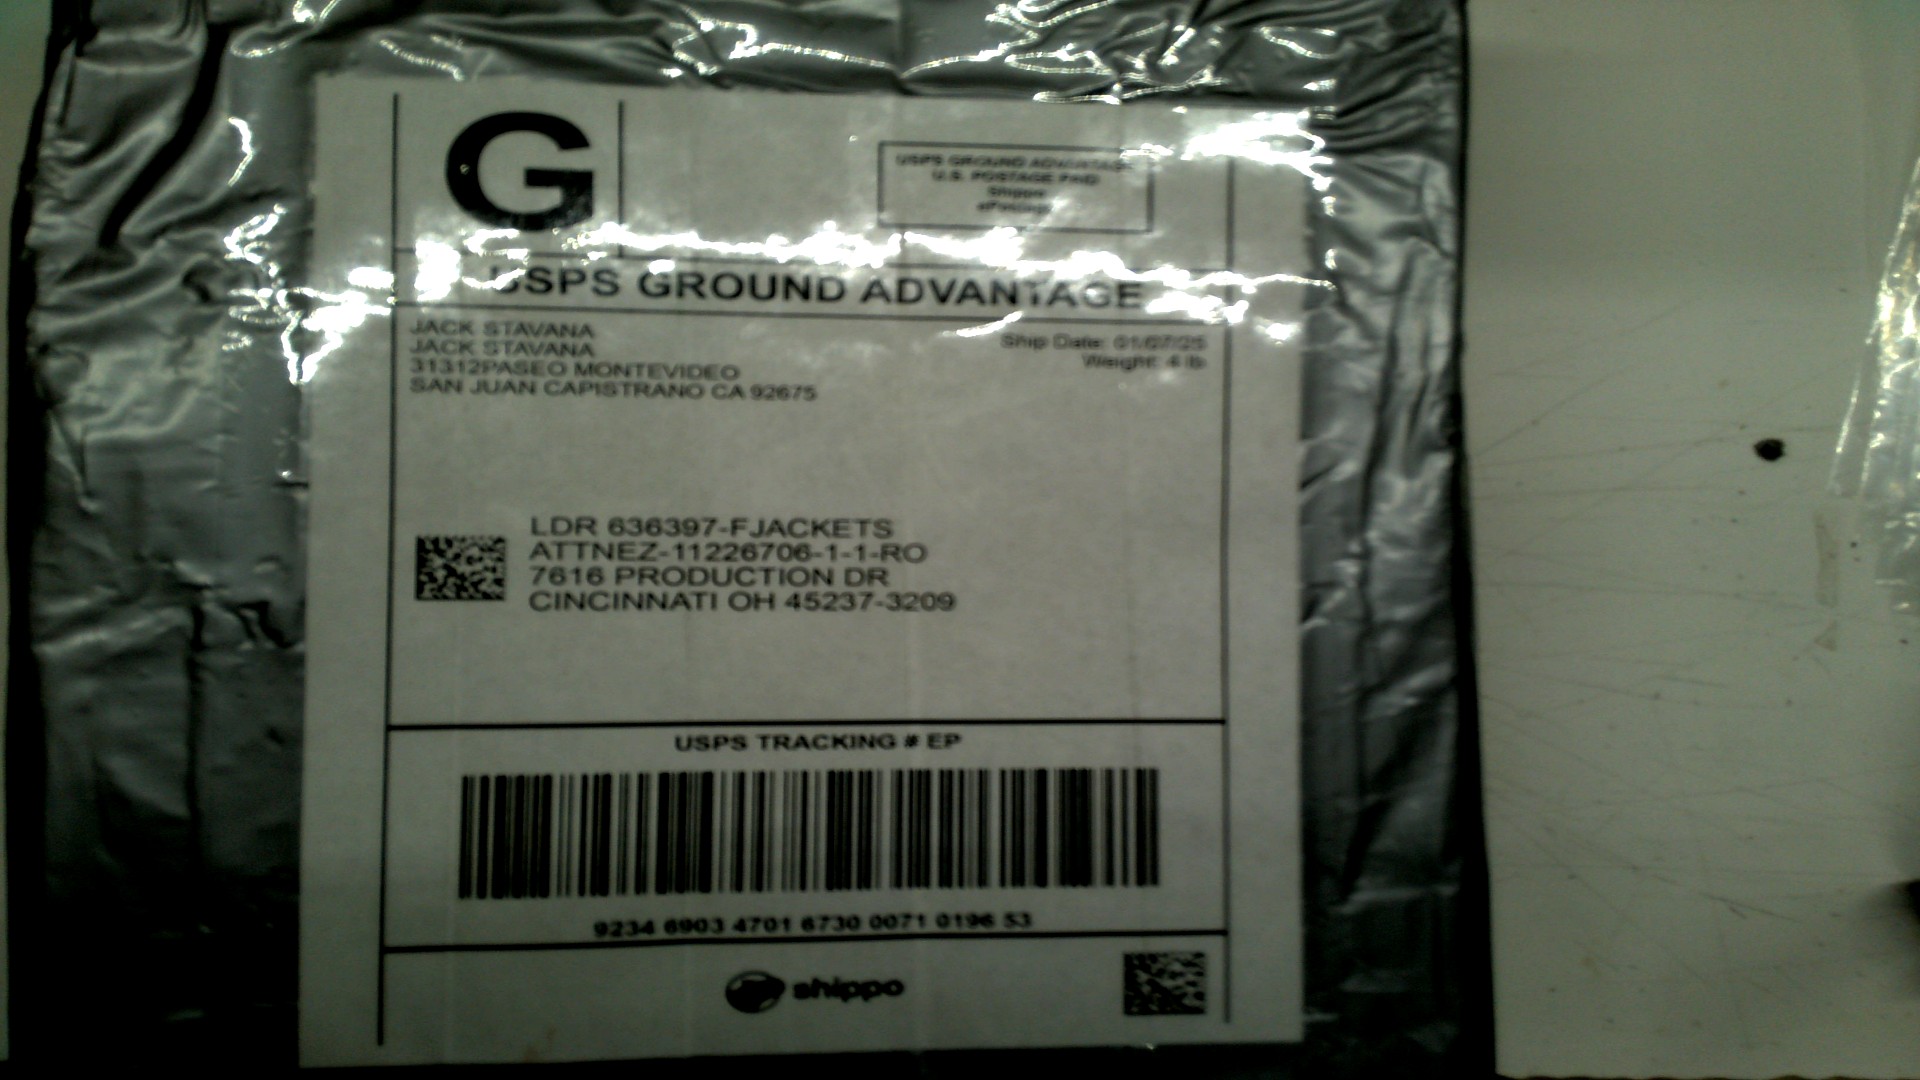 G
USPS GROUND ADVANTAGE
U.S. POSTAGE PAID
Shippo
USPS GROUND ADVANTAGE
JACK STAVANA
JACK STAVANA
31312PASEO MONTEVIDEO
SAN JUAN CAPISTRANO CA 92675
Ship Date: 01/07/25
Weight: 4 lb
LDR 636397-FJACKETS
ATTNEZ-11226706-1-1-RO
7616 PRODUCTION DR
CINCINNATI OH 45237-3209
USPS TRACKING # EP
9234 6903 4701 6730 0071 0196 53
shippo